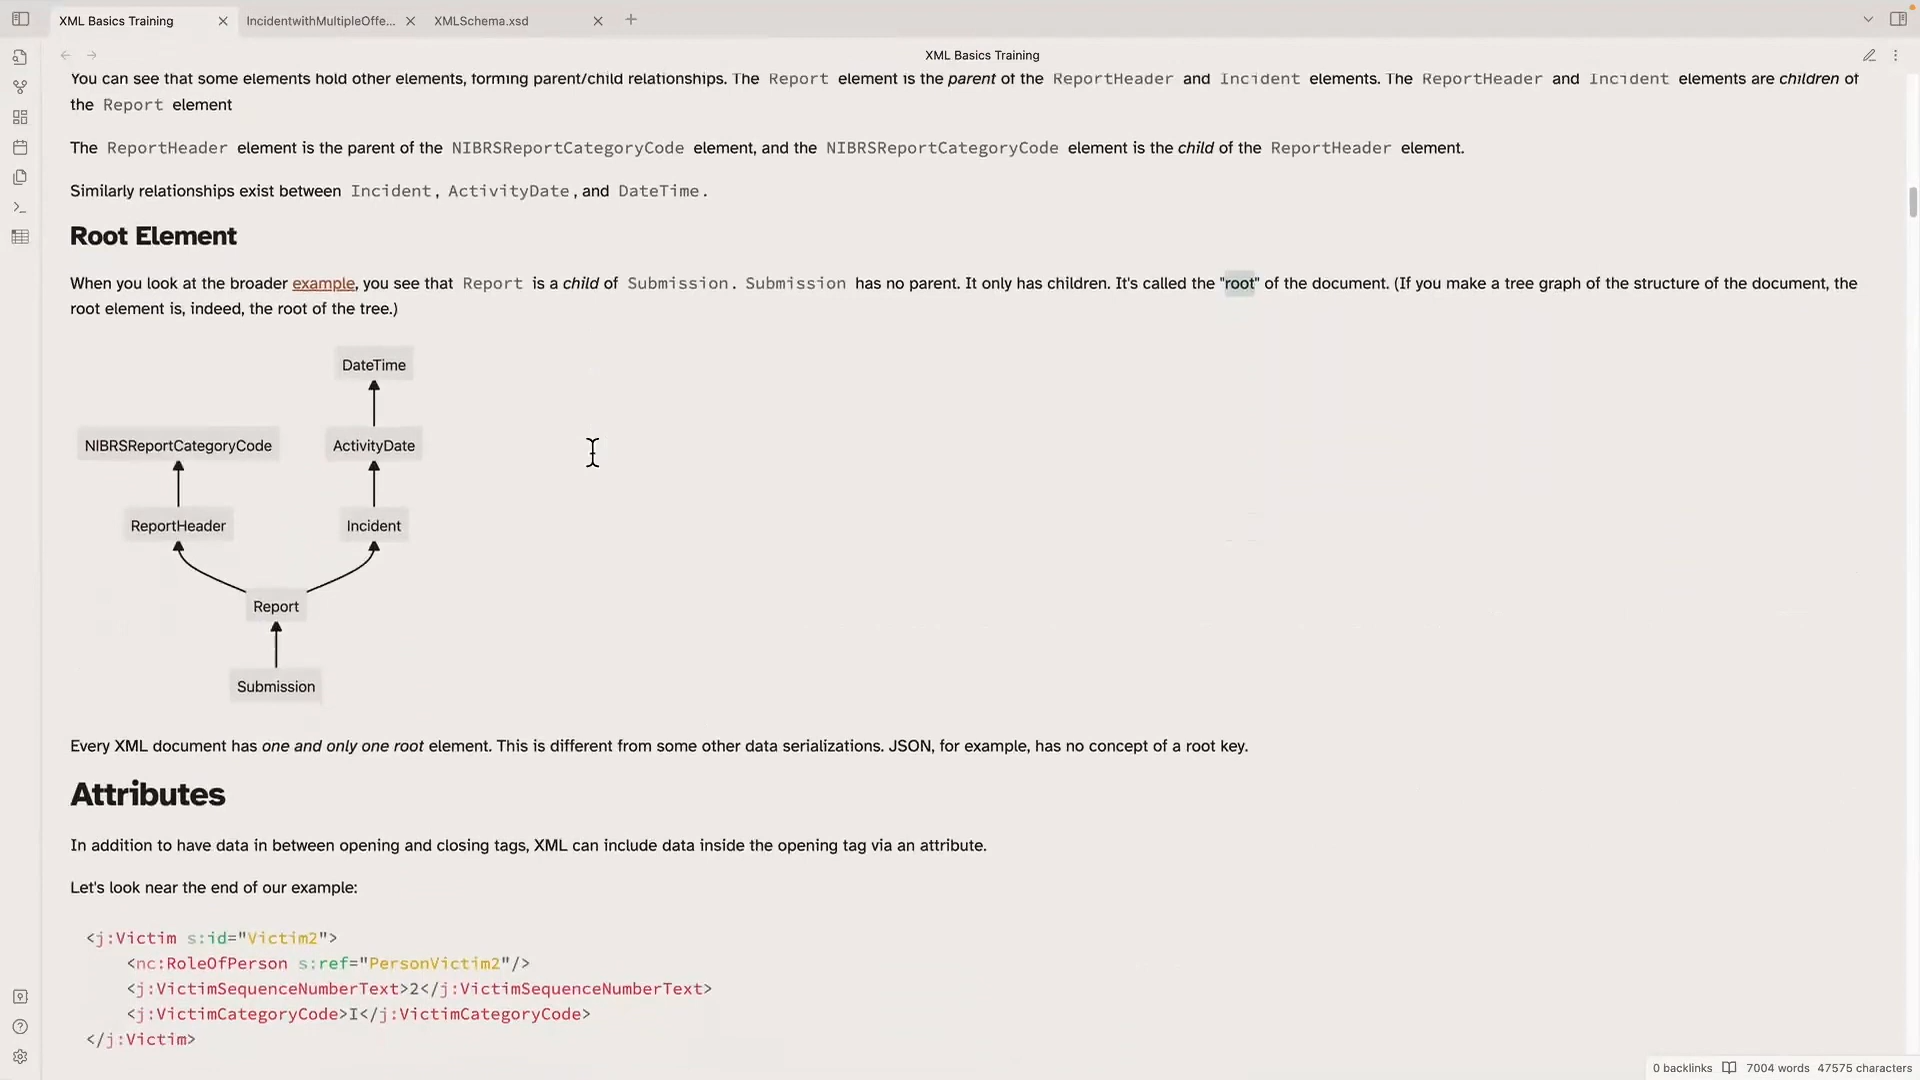 XML Basics Training
IncidentwithMultipleOffe...
XMLSchema.xsd
XML Basics Training
You can see that some elements hold other elements, forming parent/child relationships. The Report element is the parent of the ReportHeader and Incident elements. The ReportHeader and Incident elements are children of
the Report element
The ReportHeader element is the parent of the NIBRSReportCategoryCode element, and the NIBRSReportCategoryCode element is the child of the ReportHeader element.
Similarly relationships exist between Incident, ActivityDate, and DateTime.
Root Element
When you look at the broader example, you see that Report is a child of Submission. Submission has no parent. It only has children. It's called the "root" of the document. (If you make a tree graph of the structure of the document, the
root element is, indeed, the root of the tree.)
DateTime
NIBRSReportCategoryCode
ActivityDate
ReportHeader
Incident
Report
Submission
Every XML document has one and only one root element. This is different from some other data serializations. JSON, for example, has no concept of a root key.
Attributes
In addition to have data in between opening and closing tags, XML can include data inside the opening tag via an attribute.
Let's look near the end of our example:
<j:Victim s:id="Victim2">
<nc:RoleOfPerson s:ref="PersonVictim2"/>
<j:VictimSequenceNumberText>2</j:VictimSequenceNumberText>
<j:VictimCategoryCode>I</j:VictimCategoryCode>
</j:Victim>
0 backlinks
7004 words
47575 characters